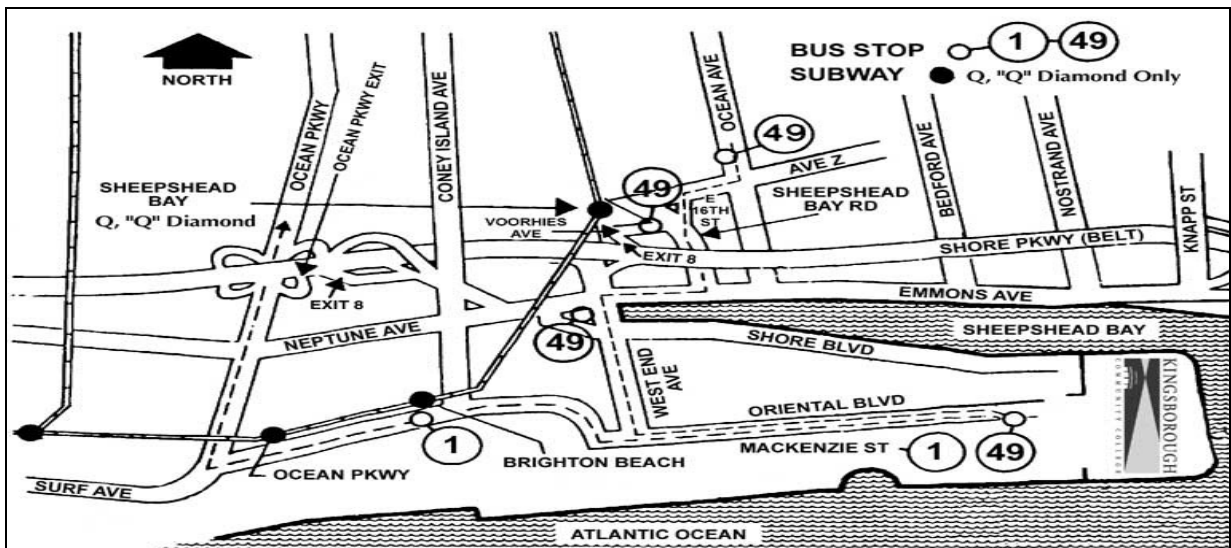 NORTH
OCEAN PKWY
OCEAN PKWY EXIT
CONEY ISLAND AVE
OCEAN AVE
BUS STOP
1
49
SUBWAY
Q, "Q" Diamond Only
49
AVE Z
BEDFORD AVE
NOSTRAND AVE
KNAPP ST
SHEEPSHEAD
BAY
Q, "Q" Diamond
VOORHIES
AVE
49
E
16TH
ST
SHEEPSHEAD
BAY RD
SHORE PKWY (BELT)
EXIT 8
EXIT 8
EMMONS AVE
NEPTUNE AVE
49
SHEEPSHEAD BAY
SHORE BLVD
WEST END
AVE
ORIENTAL BLVD
KINGSBOROUGH
COMMUNITY COLLEGE
1
BRIGHTON BEACH
MACKENZIE ST
1
49
OCEAN PKWY
SURF AVE
ATLANTIC OCEAN